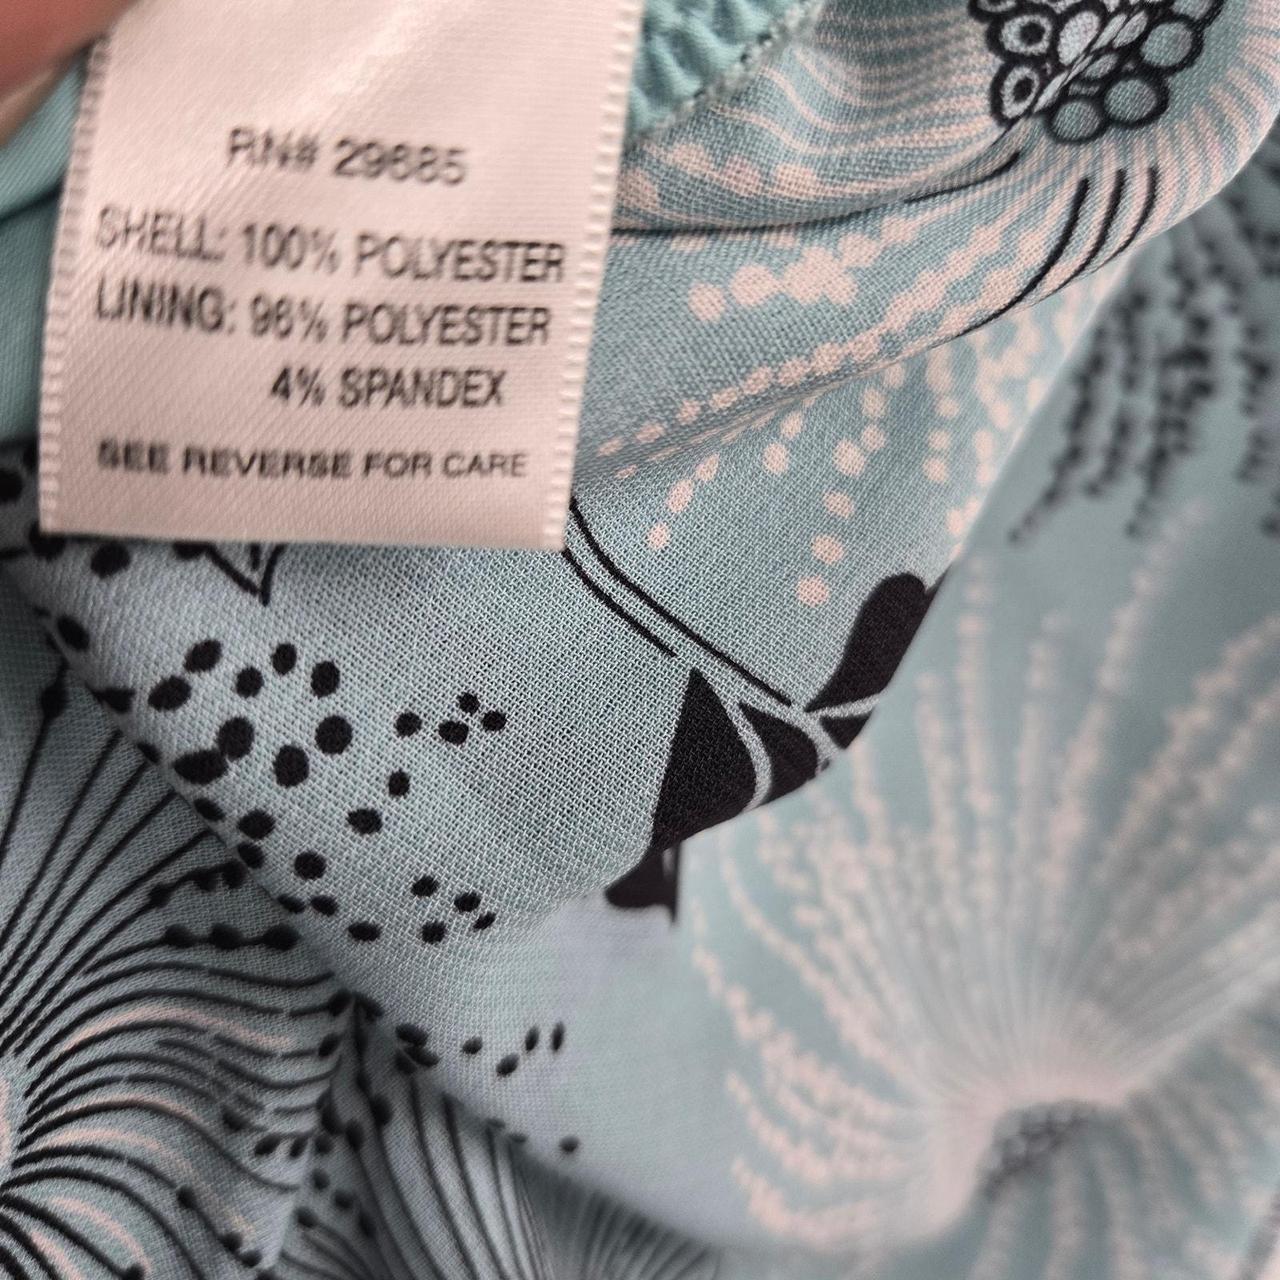 RN# 29685
SHELL: 100% POLYESTER
LINING: 96% POLYESTER
4% SPANDEX
SEE REVERSE FOR CARE